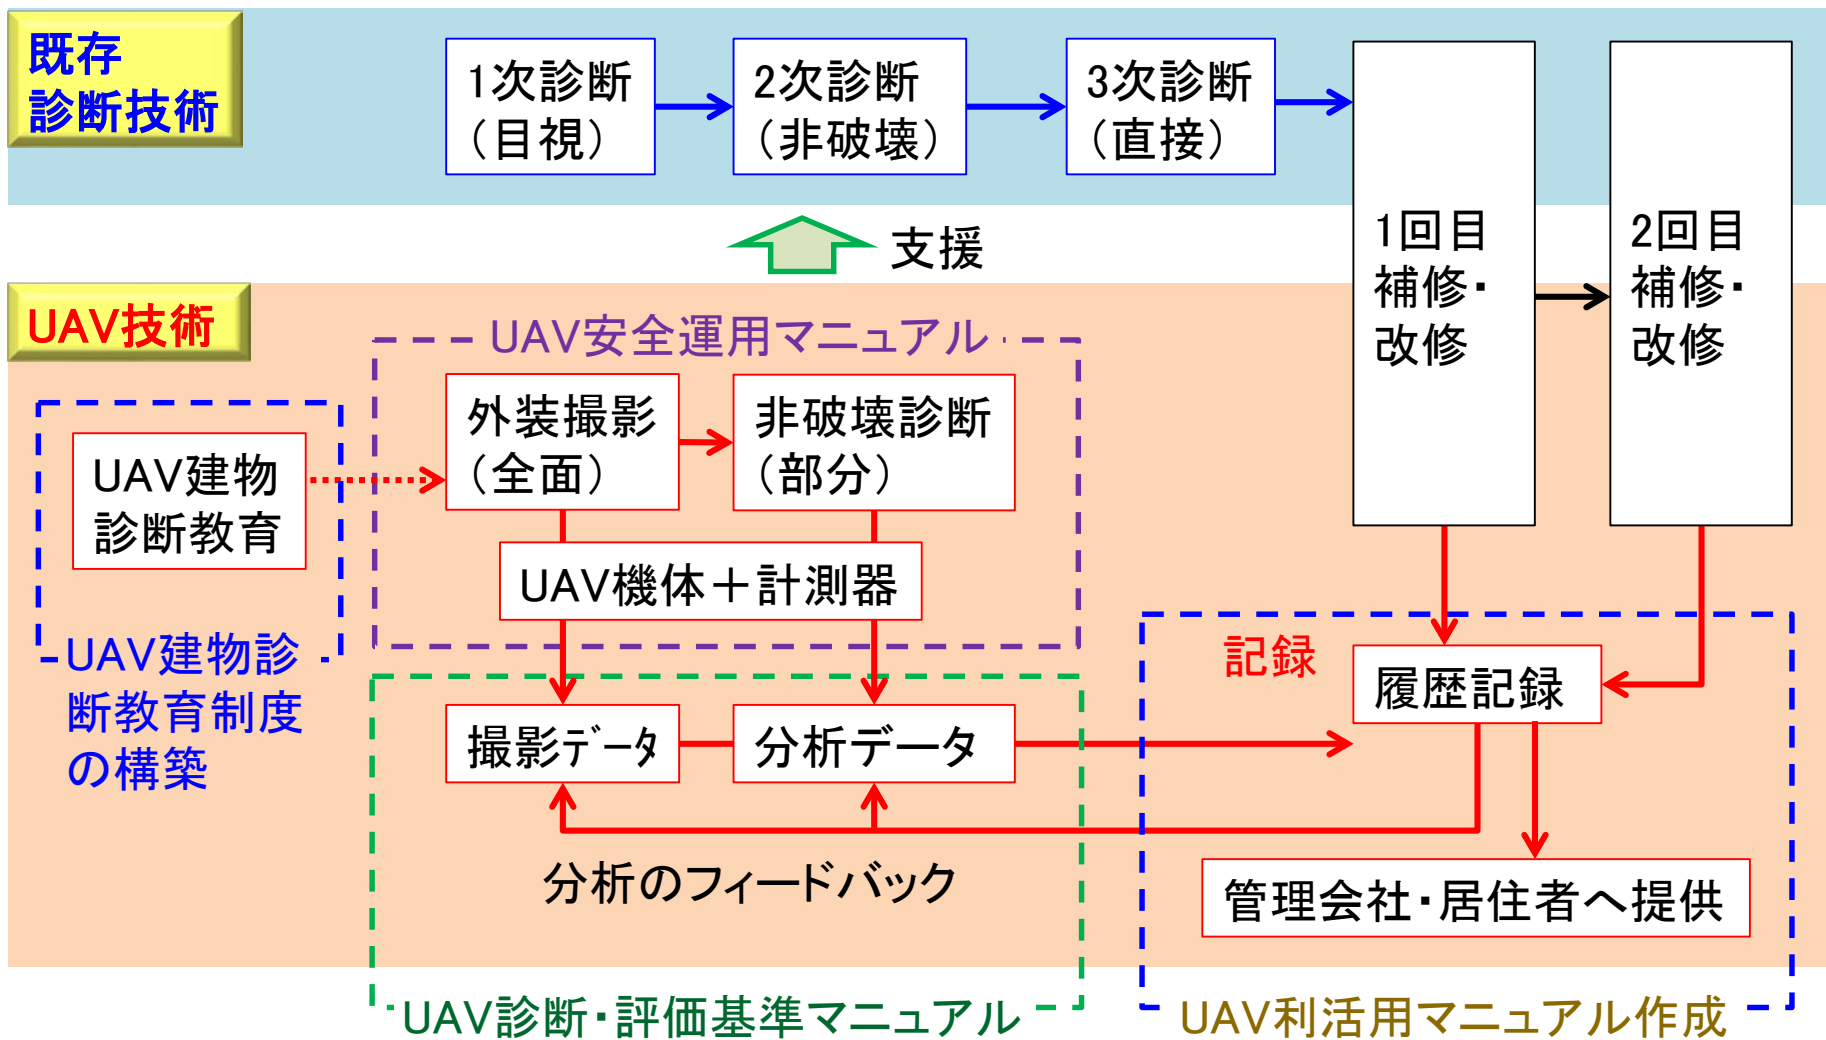 既存
診断技術
1次診断
（目視）
2次診断
（非破壊）
3次診断
（直接）
1回目
補修・
改修
2回目
補修・
改修
支援
UAV技術
UAV安全運用マニュアル
外装撮影
（全面）
非破壊診断
（部分）
UAV建物
診断教育
UAV機体＋計測器
UAV建物診
断教育制度
の構築
記録
履歴記録
撮影ﾃﾞｰﾀ
分析データ
分析のフィードバック
管理会社・居住者へ提供
UAV診断・評価基準マニュアル
UAV利活用マニュアル作成